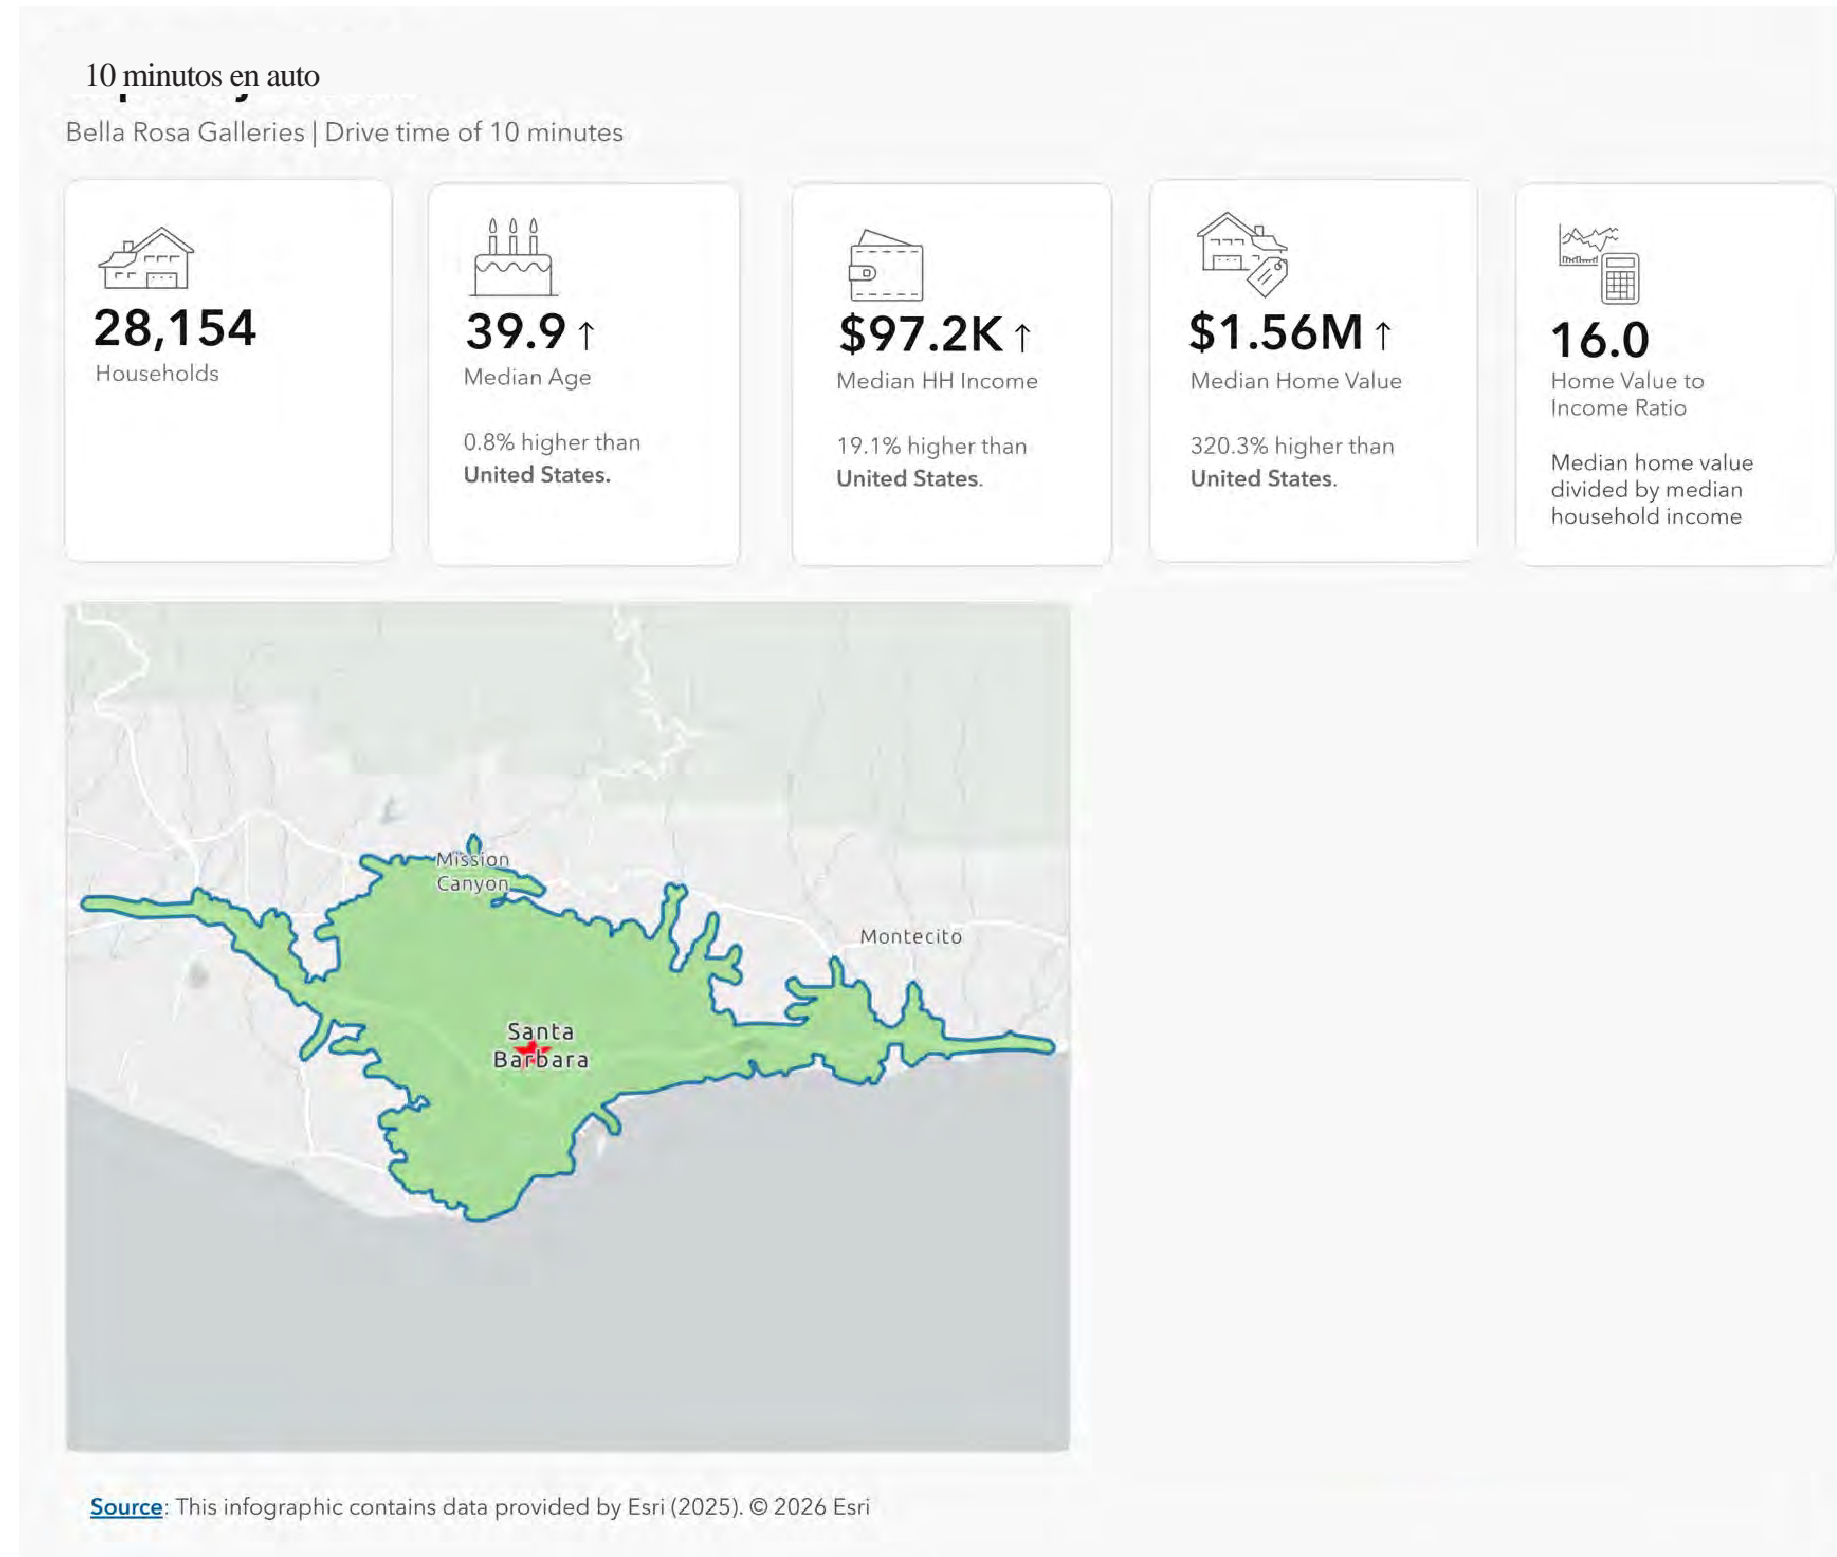 10 minutos en auto
Bella Rosa Galleries | Drive time of 10 minutes
28,154
Households
39.9 ↑
Median Age
0.8% higher than
United States.
$97.2K ↑
Median HH Income
19.1% higher than
United States.
$1.56M ↑
Median Home Value
320.3% higher than
United States.
16.0
Home Value to
Income Ratio
Median home value
divided by median
household income
Mission
Canyon
Montecito
Santa
Barbara
Source: This infographic contains data provided by Esri (2025). © 2026 Esri